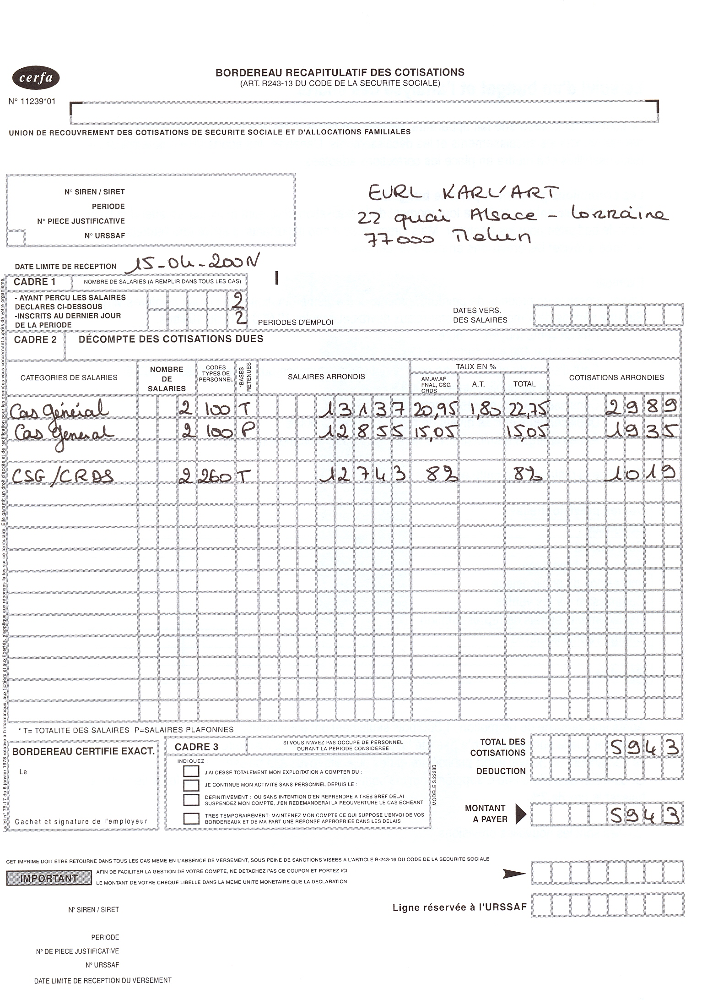 cerfa
N° 11239*01
BORDEREAU RECAPITULATIF DES COTISATIONS
(ART. R243-13 DU CODE DE LA SECURITE SOCIALE)
UNION DE RECOUVREMENT DES COTISATIONS DE SECURITE SOCIALE ET D'ALLOCATIONS FAMILIALES
N° SIREN / SIRET
PERIODE
N° PIECE JUSTIFICATIVE
N° URSSAF
EURL KARL'ART
22 quai Alsace - Lorraine
77000 Melun
DATE LIMITE DE RECEPTION 15-04-200N
CADRE 1 NOMBRE DE SALARIES (A REMPLIR DANS TOUS LES CAS)
- AYANT PERCU LES SALAIRES
DECLARES CI-DESSOUS 2
-INSCRITS AU DERNIER JOUR
DE LA PERIODE 2
PERIODES D'EMPLOI
DATES VERS.
DES SALAIRES
CADRE 2 DÉCOMPTE DES COTISATIONS DUES
CATEGORIES DE SALARIES
NOMBRE
DE
SALARIES
CODES
TYPES DE
PERSONNEL
*BASES
RETENUES
SALAIRES ARRONDIS
TAUX EN %
AM.AV.AF
FNAL, CSG
CRDS
A.T.
TOTAL
COTISATIONS ARRONDIES
Cas général 2 100 T 13137 20,95 1,80 22,75 2989
Cas general 2 100 P 12855 15,05 15,05 1935
CSG/CRDS 2 260 T 12743 8% 8% 1019
* T= TOTALITE DES SALAIRES P=SALAIRES PLAFONNES
BORDEREAU CERTIFIE EXACT.
Le
Cachet et signature de l'employeur
CADRE 3
SI VOUS N'AVEZ PAS OCCUPE DE PERSONNEL
DURANT LA PERIODE CONSIDEREE
INDIQUEZ :
J'AI CESSE TOTALEMENT MON EXPLOITATION A COMPTER DU :
JE CONTINUE MON ACTIVITE SANS PERSONNEL DEPUIS LE :
DEFINITIVEMENT : OU SANS INTENTION D'EN REPRENDRE A TRES BREF DELAI
SUSPENDEZ MON COMPTE, J'EN REDEMANDERAI LA REOUVERTURE LE CAS ECHEANT
TRES TEMPORAIREMENT: MAINTENEZ MON COMPTE CE QUI SUPPOSE L'ENVOI DE VOS
BORDEREAUX ET DE MA PART UNE REPONSE APPROPRIEE DANS LES DELAIS
MODELE S.2228B
TOTAL DES
COTISATIONS 5943
DEDUCTION
MONTANT
A PAYER 5943
La loi n° 78-17 du 6 janvier 1978 relative à l'informatique, aux fichiers et aux libertés, s'applique aux réponses faites sur ce formulaire. Elle garantit un droit d'accès et de rectification pour les données vous concernant auprès de votre organisme.
CET IMPRIME DOIT ETRE RETOURNE DANS TOUS LES CAS MEME EN L'ABSENCE DE VERSEMENT, SOUS PEINE DE SANCTIONS VISEES A L'ARTICLE R-243-16 DU CODE DE LA SECURITE SOCIALE
IMPORTANT
AFIN DE FACILITER LA GESTION DE VOTRE COMPTE, NE DETACHEZ PAS CE COUPON ET PORTEZ ICI
LE MONTANT DE VOTRE CHEQUE LIBELLE DANS LA MEME UNITE MONETAIRE QUE LA DECLARATION
Ligne réservée à l'URSSAF
N° SIREN / SIRET
PERIODE
N° DE PIECE JUSTIFICATIVE
N° URSSAF
DATE LIMITE DE RECEPTION DU VERSEMENT